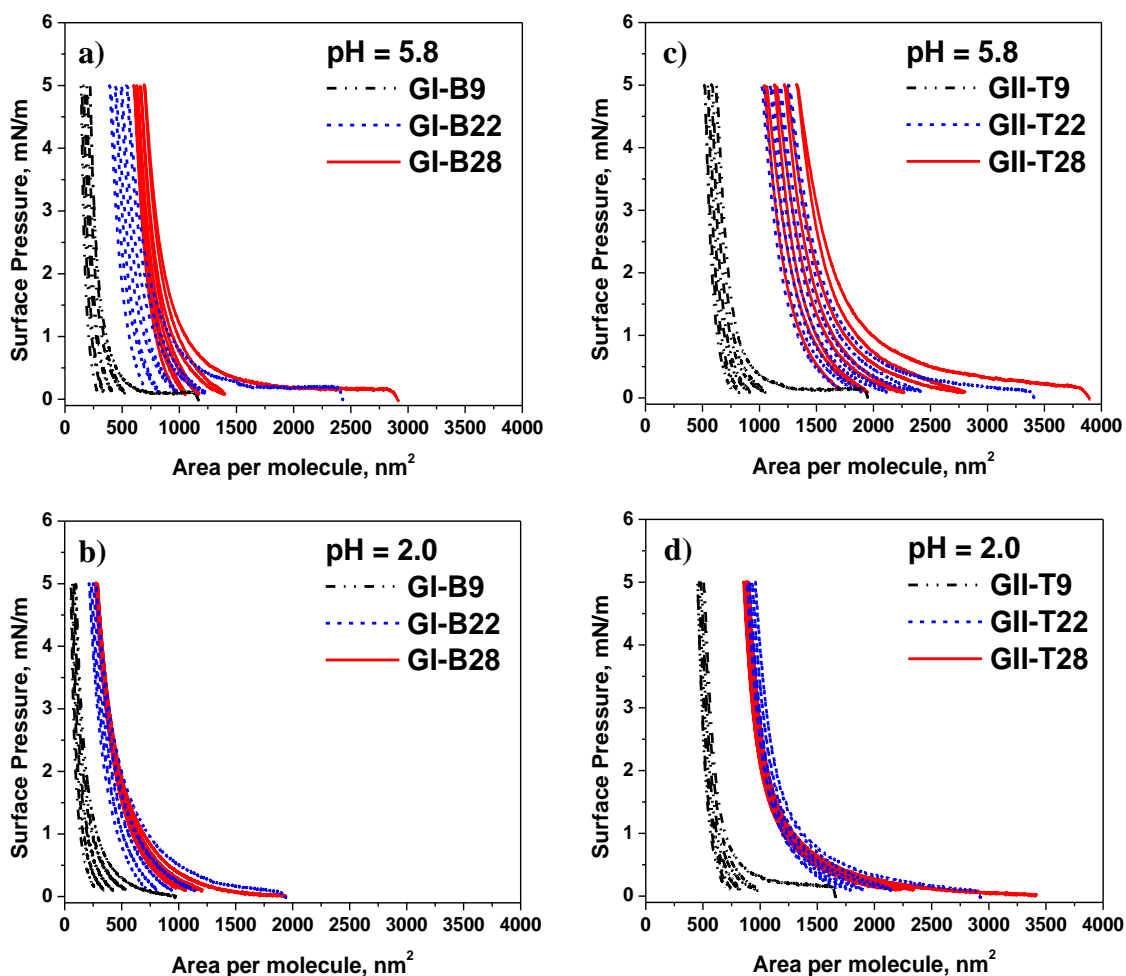 a)
pH = 5.8
GI-B9
GI-B22
GI-B28
Surface Pressure, mN/m
6
5
4
3
2
1
0
0 500 1000 1500 2000 2500 3000 3500 4000
Area per molecule, nm²
c)
pH = 5.8
GII-T9
GII-T22
GII-T28
Surface Pressure, mN/m
6
5
4
3
2
1
0
0 500 1000 1500 2000 2500 3000 3500 4000
Area per molecule, nm²
b)
pH = 2.0
GI-B9
GI-B22
GI-B28
Surface Pressure, mN/m
6
5
4
3
2
1
0
0 500 1000 1500 2000 2500 3000 3500 4000
Area per molecule, nm²
d)
pH = 2.0
GII-T9
GII-T22
GII-T28
Surface Pressure, mN/m
6
5
4
3
2
1
0
0 500 1000 1500 2000 2500 3000 3500 4000
Area per molecule, nm²